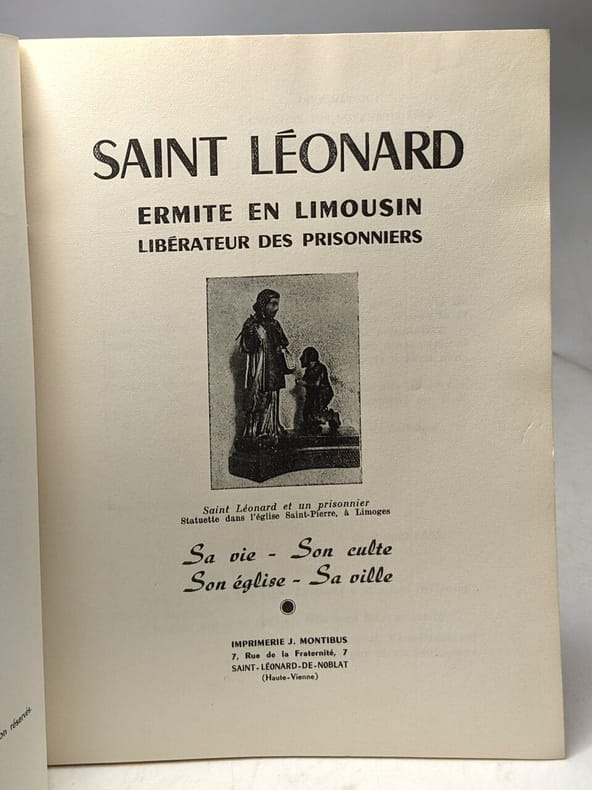 SAINT LÉONARD
ERMITE EN LIMOUSIN
LIBÉRATEUR DES PRISONNIERS
Saint Léonard et un prisonnier
Statuette dans l'église Saint-Pierre, à Limoges
Sa vie - Son culte
Son église - Sa ville
IMPRIMERIE J. MONTIBUS
7, Rue de la Fraternité, 7
SAINT-LÉONARD-DE-NOBLAT
(Haute-Vienne)
on réservés.